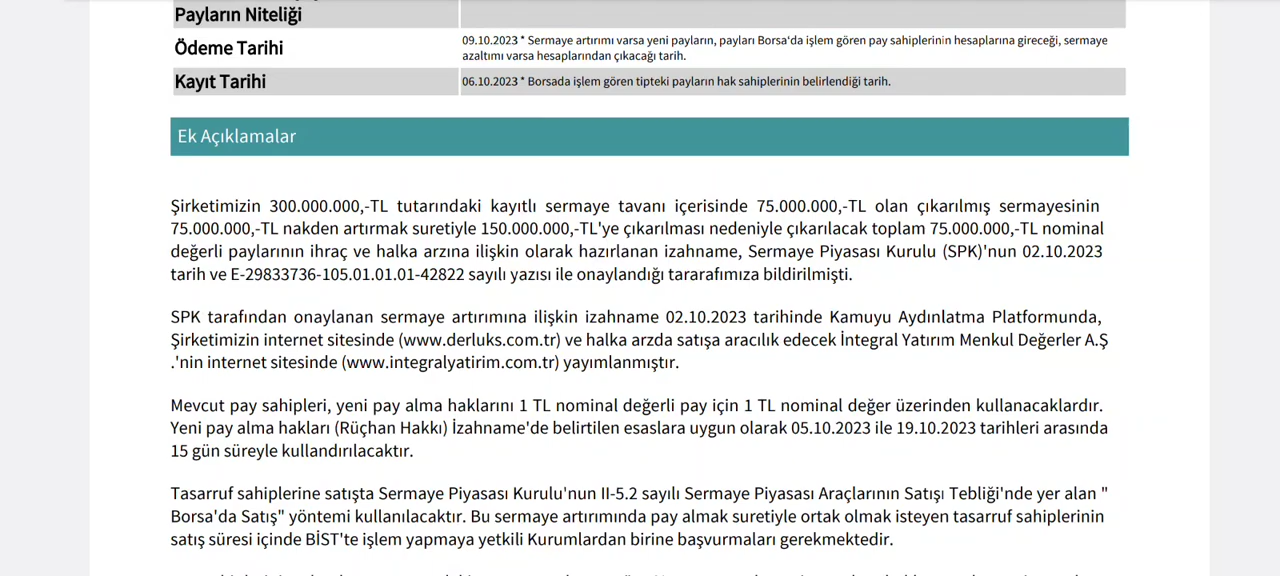 Payların Niteliği
Ödeme Tarihi
09.10.2023 * Sermaye artırımı varsa yeni payların, payları Borsa'da işlem gören pay sahiplerinin hesaplarına gireceği, sermaye
azaltımı varsa hesaplarından çıkacağı tarih.
Kayıt Tarihi
06.10.2023 * Borsada işlem gören tipteki payların hak sahiplerinin belirlendiği tarih.
Ek Açıklamalar
Şirketimizin 300.000.000,-TL tutarındaki kayıtlı sermaye tavanı içerisinde 75.000.000,-TL olan çıkarılmış sermayesinin
75.000.000,-TL nakden artırmak suretiyle 150.000.000,-TL'ye çıkarılması nedeniyle çıkarılacak toplam 75.000.000,-TL nominal
değerli paylarının ihraç ve halka arzına ilişkin olarak hazırlanan izahname, Sermaye Piyasası Kurulu (SPK)'nun 02.10.2023
tarih ve E-29833736-105.01.01.01-42822 sayılı yazısı ile onaylandığı tararafımıza bildirilmişti.
SPK tarafından onaylanan sermaye artırımına ilişkin izahname 02.10.2023 tarihinde Kamuyu Aydınlatma Platformunda,
Şirketimizin internet sitesinde (www.derluks.com.tr) ve halka arzda satışa aracılık edecek İntegral Yatırım Menkul Değerler A.Ş
.'nin internet sitesinde (www.integralyatirim.com.tr) yayımlanmıştır.
Mevcut pay sahipleri, yeni pay alma haklarını 1 TL nominal değerli pay için 1 TL nominal değer üzerinden kullanacaklardır.
Yeni pay alma hakları (Rüçhan Hakkı) İzahname'de belirtilen esaslara uygun olarak 05.10.2023 ile 19.10.2023 tarihleri arasında
15 gün süreyle kullandırılacaktır.
Tasarruf sahiplerine satışta Sermaye Piyasası Kurulu'nun II-5.2 sayılı Sermaye Piyasası Araçlarının Satışı Tebliği'nde yer alan "
Borsa'da Satış" yöntemi kullanılacaktır. Bu sermaye artırımında pay almak suretiyle ortak olmak isteyen tasarruf sahiplerinin
satış süresi içinde BİST'te işlem yapmaya yetkili Kurumlardan birine başvurmaları gerekmektedir.